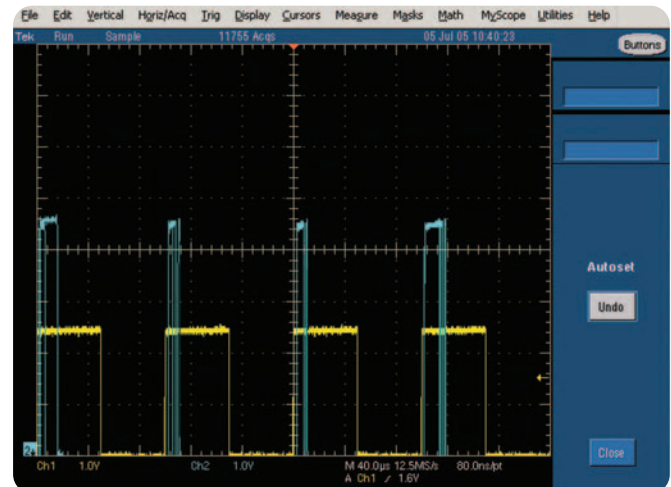 File Edit Vertical Horiz/Acq Trig Display Cursors Measure Masks Math MyScope Utilities Help
Tek Run Sample 11755 Acqs 05 Jul 05 10:40:23
Buttons
Autoset
Undo
Close
Ch1 1.0V Ch2 1.0V M 40.0µs 12.5MS/s 80.0ns/pt
A Ch1 / 1.6V